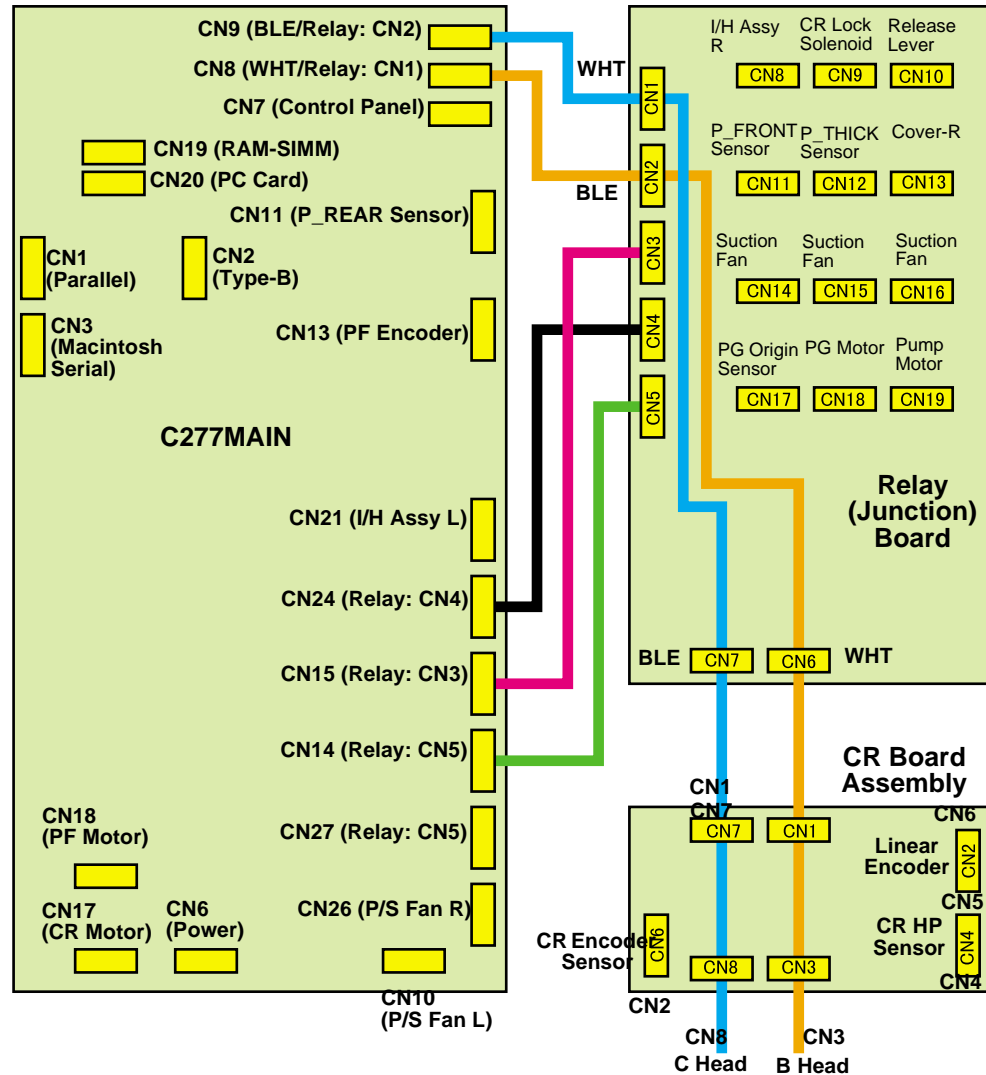 CN9 (BLE/Relay: CN2)
CN8 (WHT/Relay: CN1)
CN7 (Control Panel)
CN19 (RAM-SIMM)
CN20 (PC Card)
CN11 (P_REAR Sensor)
CN1
(Parallel)
CN2
(Type-B)
CN3
(Macintosh
Serial)
CN13 (PF Encoder)
C277MAIN
CN21 (I/H Assy L)
CN24 (Relay: CN4)
CN15 (Relay: CN3)
CN14 (Relay: CN5)
CN27 (Relay: CN5)
CN26 (P/S Fan R)
CN18
(PF Motor)
CN17
(CR Motor)
CN6
(Power)
CN10
(P/S Fan L)
WHT
BLE
CN1
CN2
CN3
CN4
CN5
I/H Assy
R
CN8
CR Lock
Solenoid
CN9
Release
Lever
CN10
P_FRONT
Sensor
CN11
P_THICK
Sensor
CN12
Cover-R
CN13
Suction
Fan
CN14
Suction
Fan
CN15
Suction
Fan
CN16
PG Origin
Sensor
CN17
PG Motor
CN18
Pump
Motor
CN19
Relay
(Junction)
Board
BLE
CN7
CN6
WHT
CR Board
Assembly
CN1
CN7
CN7
CN1
CN6
Linear
Encoder
CN2
CN5
CR HP
Sensor
CN4
CN4
CR Encoder
Sensor
CN6
CN2
CN8
CN3
CN8
C Head
CN3
B Head